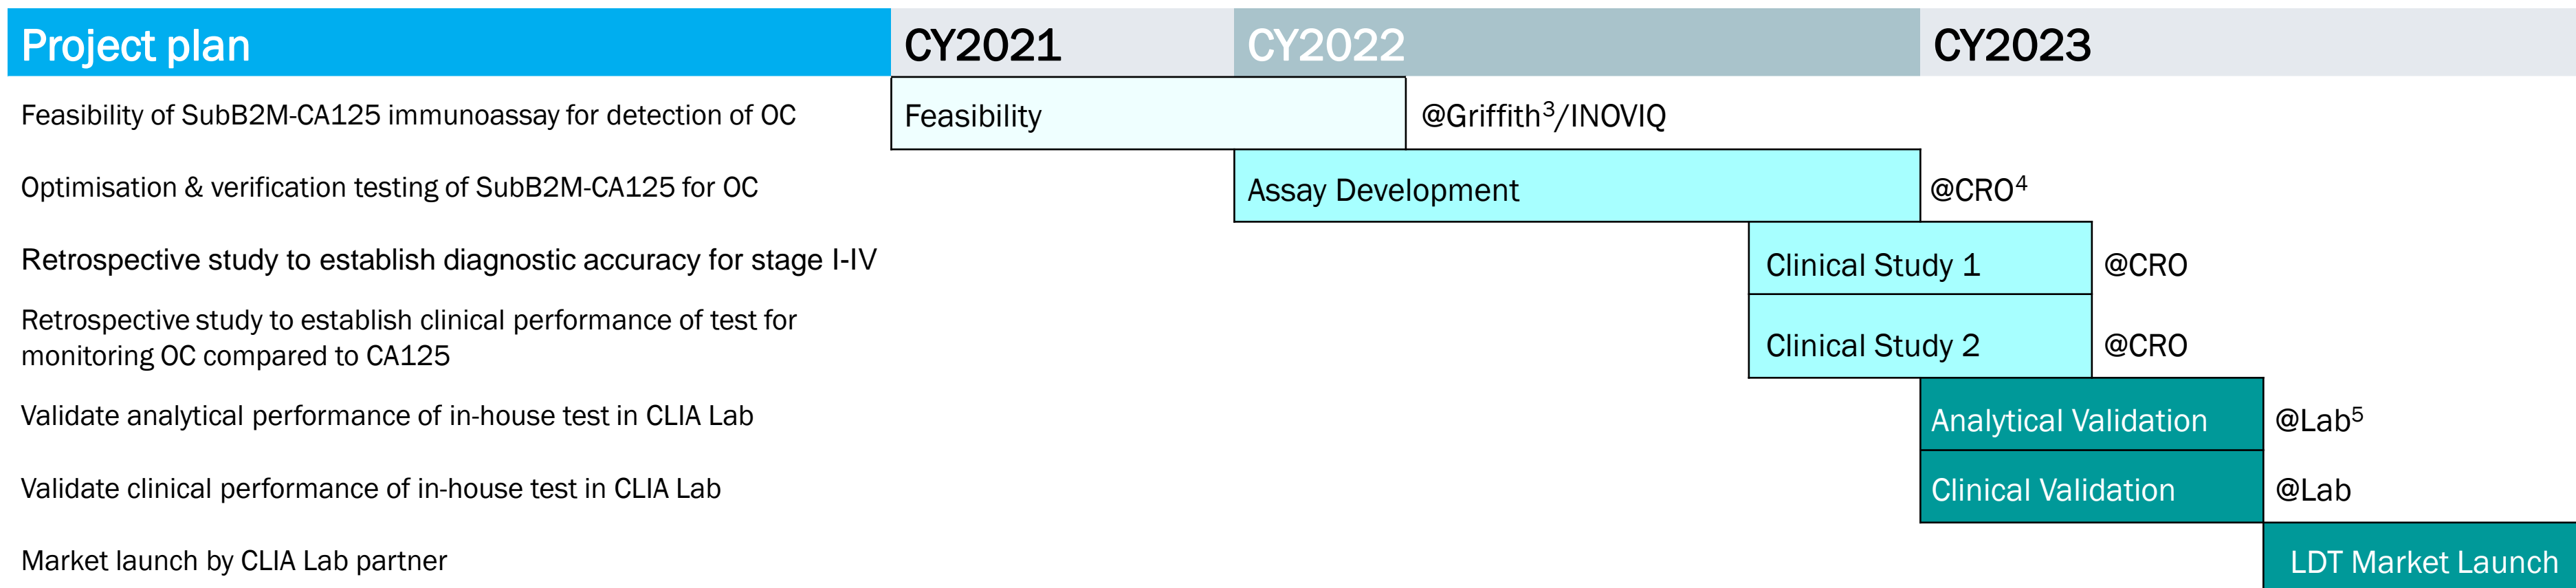 Project plan CY2021 CY2022 CY2023
Feasibility of SubB2M-CA125 immunoassay for detection of OC Feasibility @Griffith³/INOVIQ
Optimisation & verification testing of SubB2M-CA125 for OC Assay Development @CRO⁴
Retrospective study to establish diagnostic accuracy for stage I-IV Clinical Study 1 @CRO
Retrospective study to establish clinical performance of test for
monitoring OC compared to CA125 Clinical Study 2 @CRO
Validate analytical performance of in-house test in CLIA Lab Analytical Validation @Lab⁵
Validate clinical performance of in-house test in CLIA Lab Clinical Validation @Lab
Market launch by CLIA Lab partner LDT Market Launch